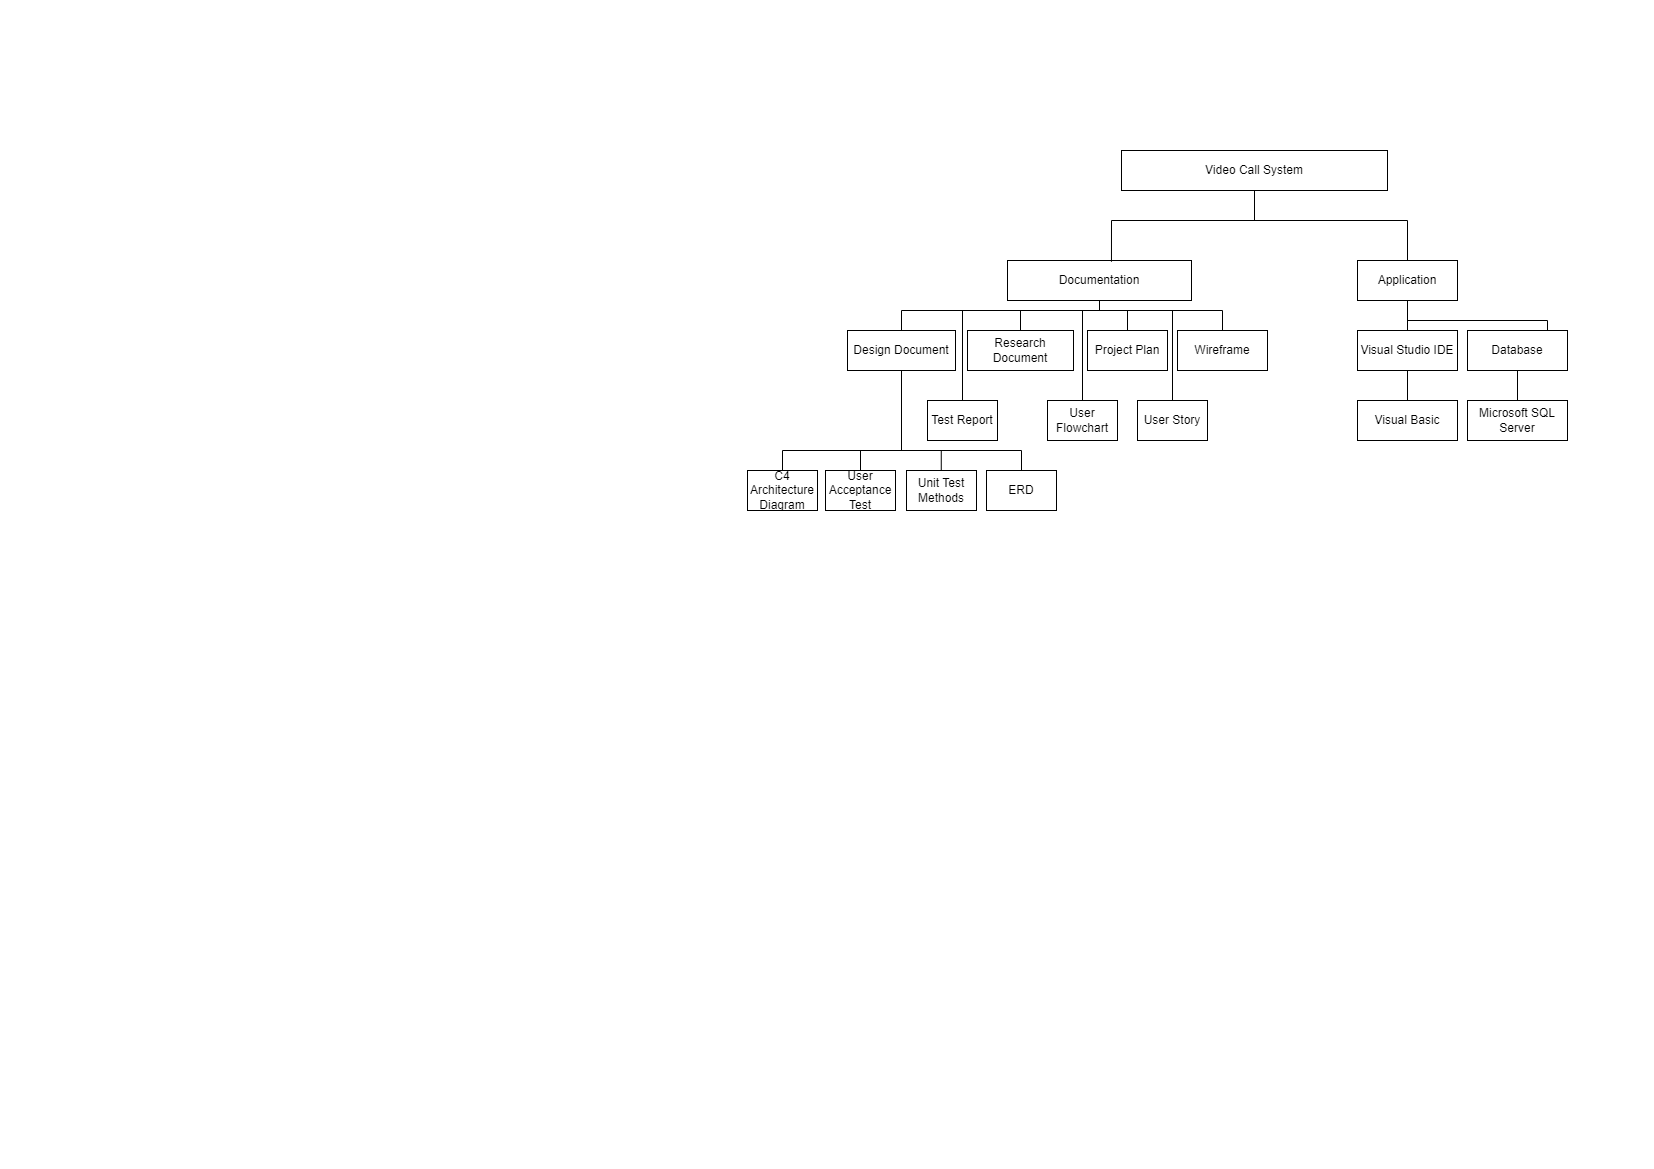 Video Call System
Documentation
Application
Design Document
Research
Document
Project Plan
Wireframe
Visual Studio IDE
Database
Test Report
User
Flowchart
User Story
Visual Basic
Microsoft SQL
Server
C4
Architecture
Diagram
User
Acceptance
Test
Unit Test
Methods
ERD